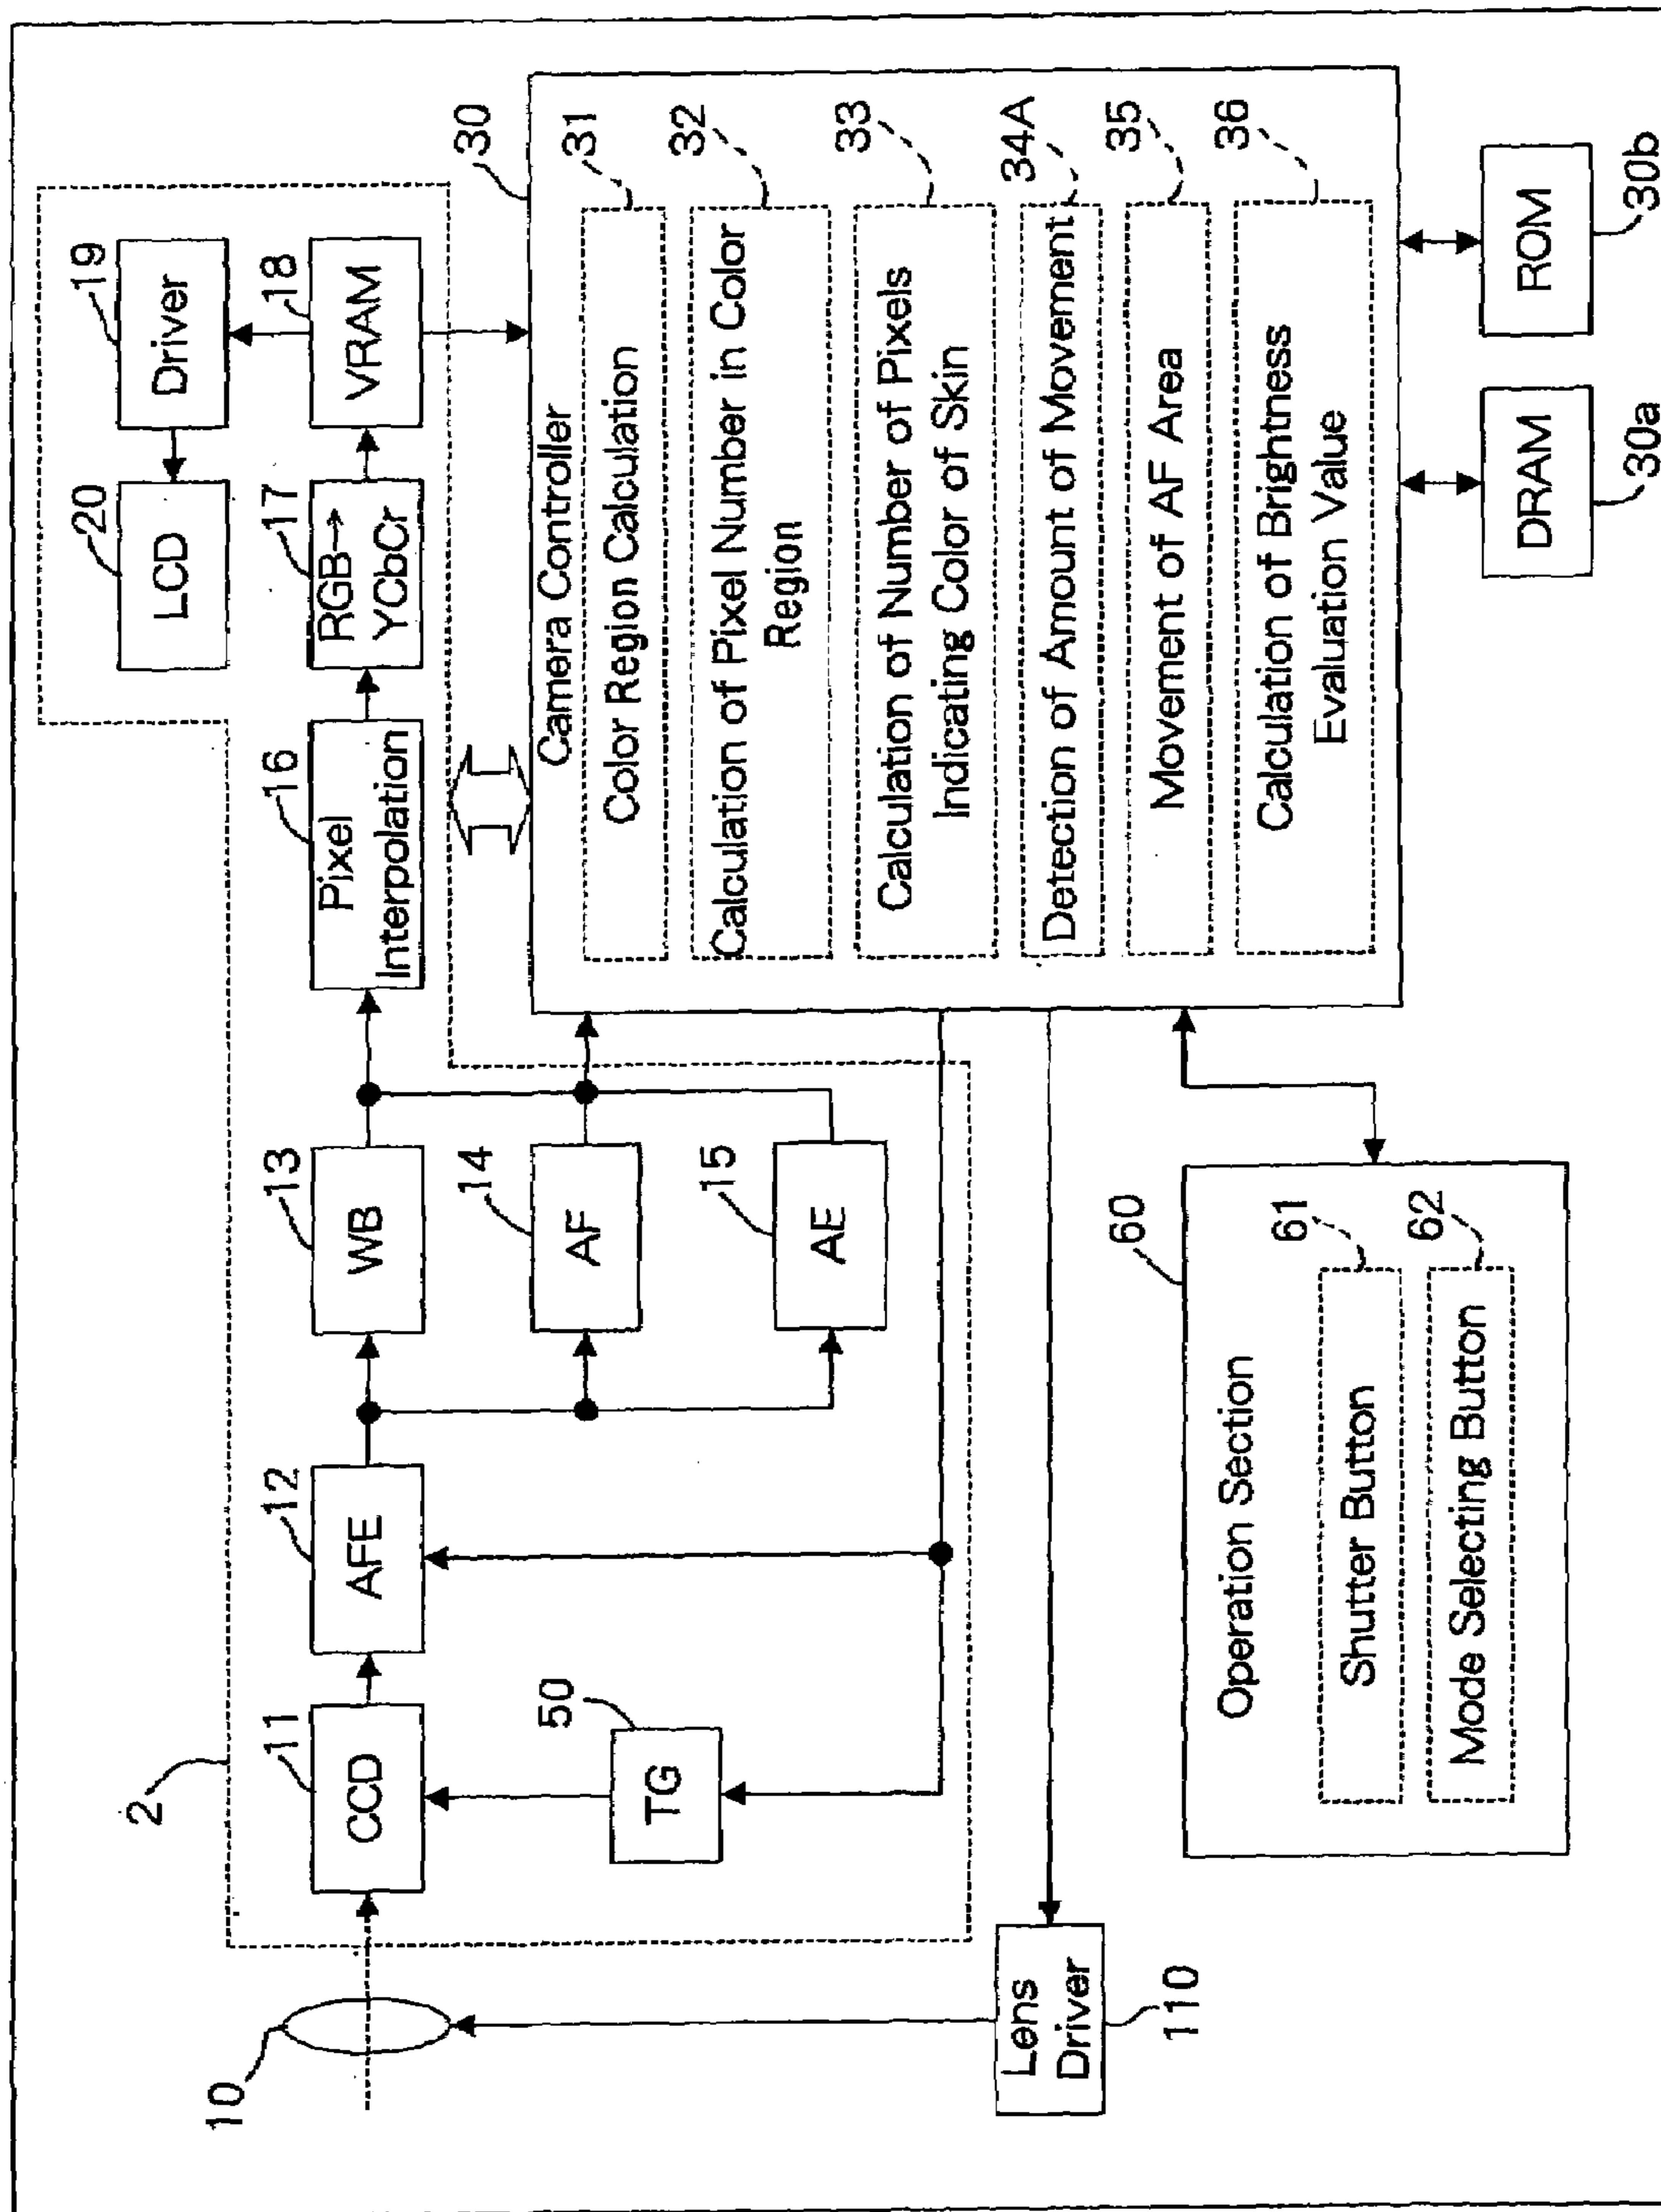 2
10
CCD
11
AFE
12
WB
13
AF
14
AE
15
TG
50
Pixel
Interpolation
16
RGB→
YCbCr
17
VRAM
18
Driver
19
LCD
20
Camera Controller
30
Color Region Calculation
31
Calculation of Pixel Number in Color
Region
32
Calculation of Number of Pixels
Indicating Color of Skin
33
Detection of Amount of Movement
34A
Movement of AF Area
35
Calculation of Brightness
Evaluation Value
36
Lens
Driver
110
Operation Section
60
Shutter Button
61
Mode Selecting Button
62
DRAM
30a
ROM
30b